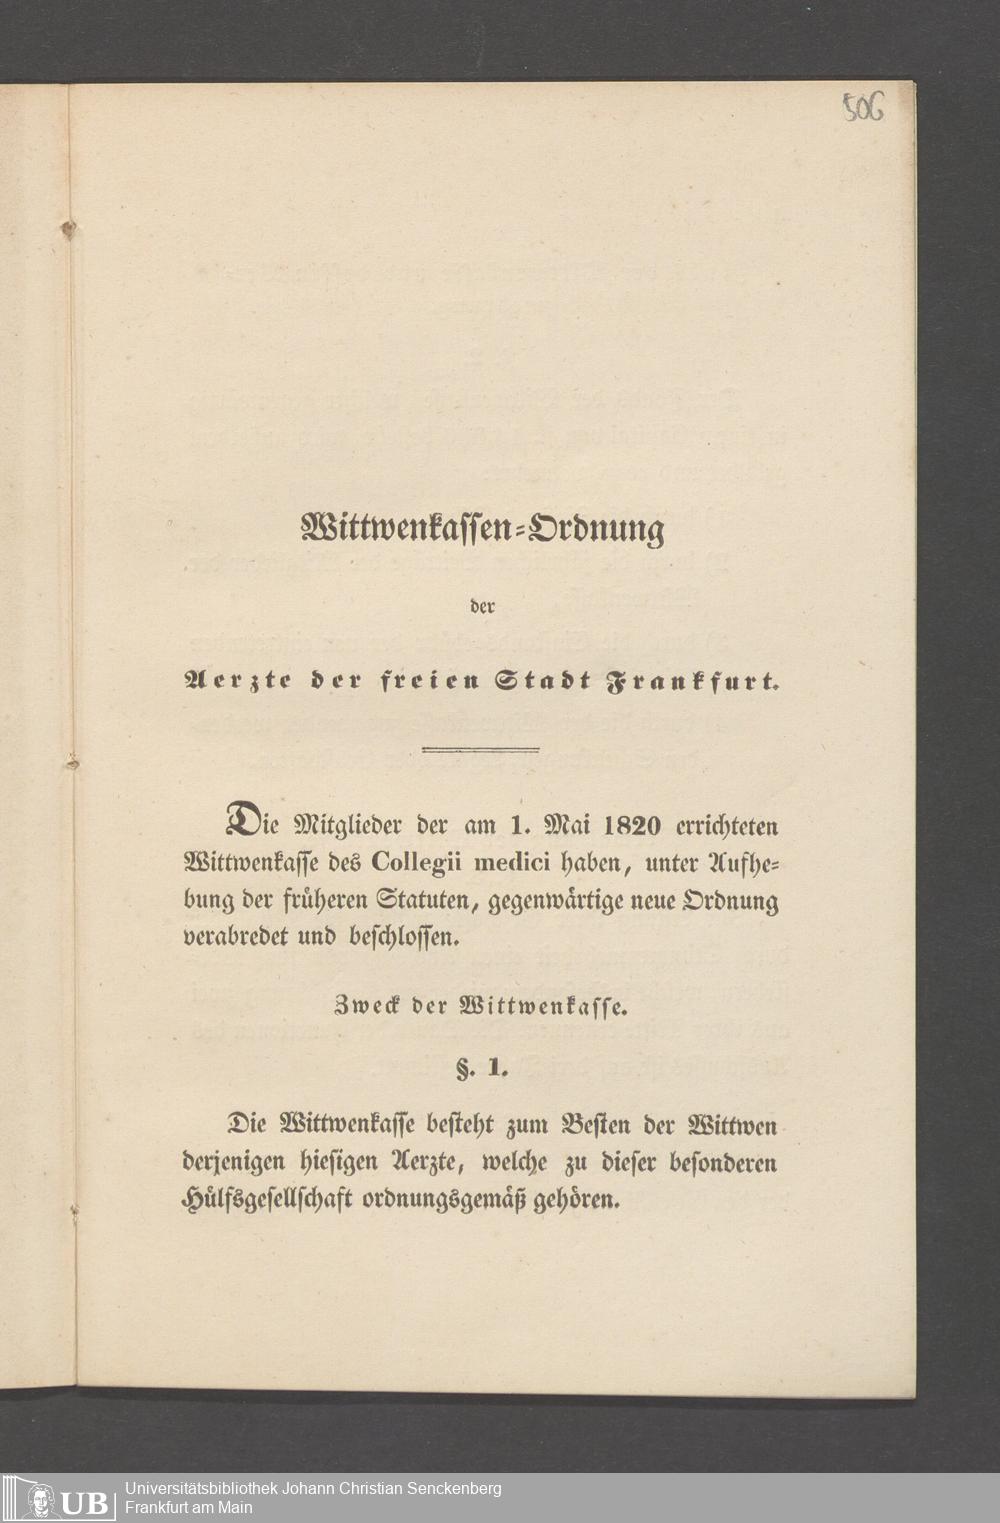 506
Wittwenkassen=Ordnung
der
Aerzte der freien Stadt Frankfurt.
Die Mitglieder der am 1. Mai 1820 errichteten
Wittwenkasse des Collegii medici haben, unter Aufhe=
bung der früheren Statuten, gegenwärtige neue Ordnung
verabredet und beschlossen.
Zweck der Wittwenkasse.
§. 1.
Die Wittwenkasse besteht zum Besten der Wittwen
derjenigen hiesigen Aerzte, welche zu dieser besonderen
Hülfsgesellschaft ordnungsgemäß gehören.
UB
Universitätsbibliothek Johann Christian Senckenberg
Frankfurt am Main